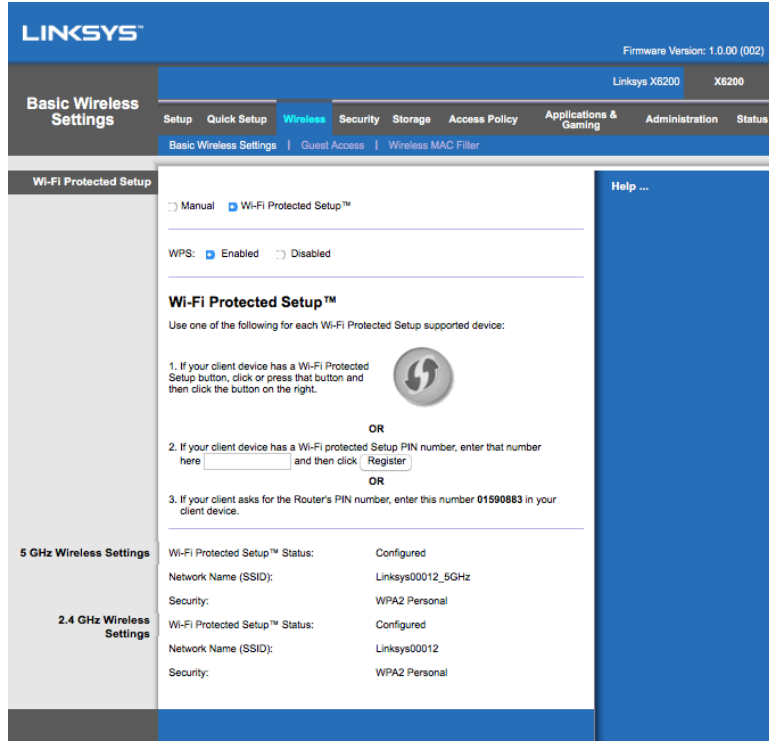 LINKSYS™
Firmware Version: 1.0.00 (002)
Linksys X6200 X6200
Basic Wireless
Settings
Setup Quick Setup Wireless Security Storage Access Policy Applications & Gaming Administration Status
Basic Wireless Settings | Guest Access | Wireless MAC Filter
Wi-Fi Protected Setup
Help ...
Manual Wi-Fi Protected Setup™
WPS: Enabled Disabled
Wi-Fi Protected Setup™
Use one of the following for each Wi-Fi Protected Setup supported device:
1. If your client device has a Wi-Fi Protected
Setup button, click or press that button and
then click the button on the right.
OR
2. If your client device has a Wi-Fi protected Setup PIN number, enter that number
here and then click Register
OR
3. If your client asks for the Router's PIN number, enter this number 01590883 in your
client device.
5 GHz Wireless Settings Wi-Fi Protected Setup™ Status: Configured
Network Name (SSID): Linksys00012_5GHz
Security: WPA2 Personal
2.4 GHz Wireless
Settings
Wi-Fi Protected Setup™ Status: Configured
Network Name (SSID): Linksys00012
Security: WPA2 Personal